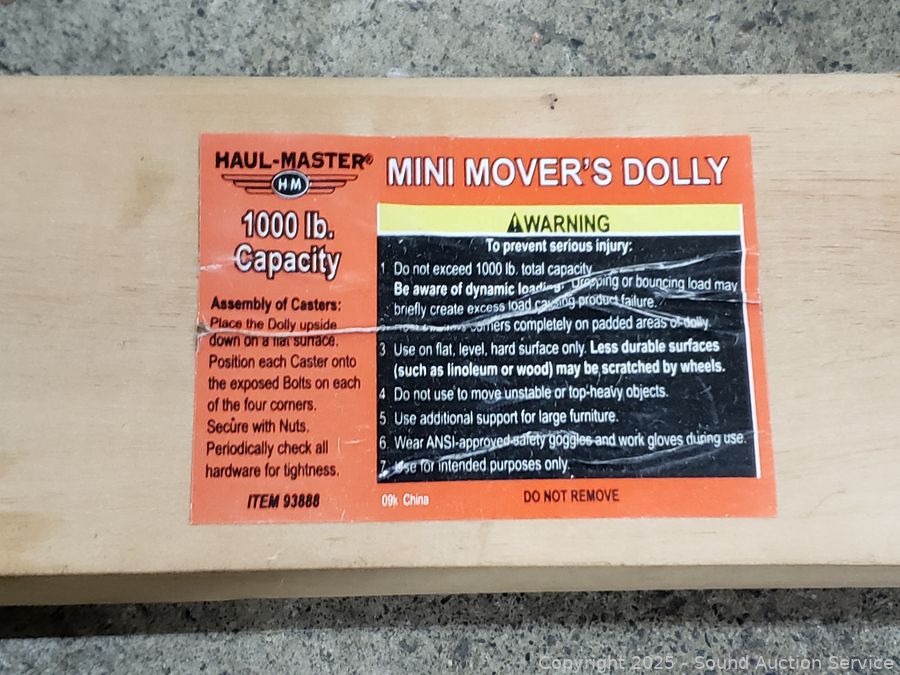 HAUL-MASTER®
HM
MINI MOVER'S DOLLY
1000 lb.
Capacity
Assembly of Casters:
Place the Dolly upside
down on a flat surface.
Position each Caster onto
the exposed Bolts on each
of the four corners.
Secure with Nuts.
Periodically check all
hardware for tightness.
ITEM 93888
WARNING
To prevent serious injury:
1 Do not exceed 1000 lb. total capacity.
Be aware of dynamic loading! Dropping or bouncing load may
briefly create excess load causing product failure.
corners completely on padded areas of dolly.
3 Use on flat, level, hard surface only. Less durable surfaces
(such as linoleum or wood) may be scratched by wheels.
4 Do not use to move unstable or top-heavy objects.
5 Use additional support for large furniture.
6. Wear ANSI-approved safety goggles and work gloves during use.
7. Use for intended purposes only.
09k China
DO NOT REMOVE
Copyright 2025 - Sound Auction Service